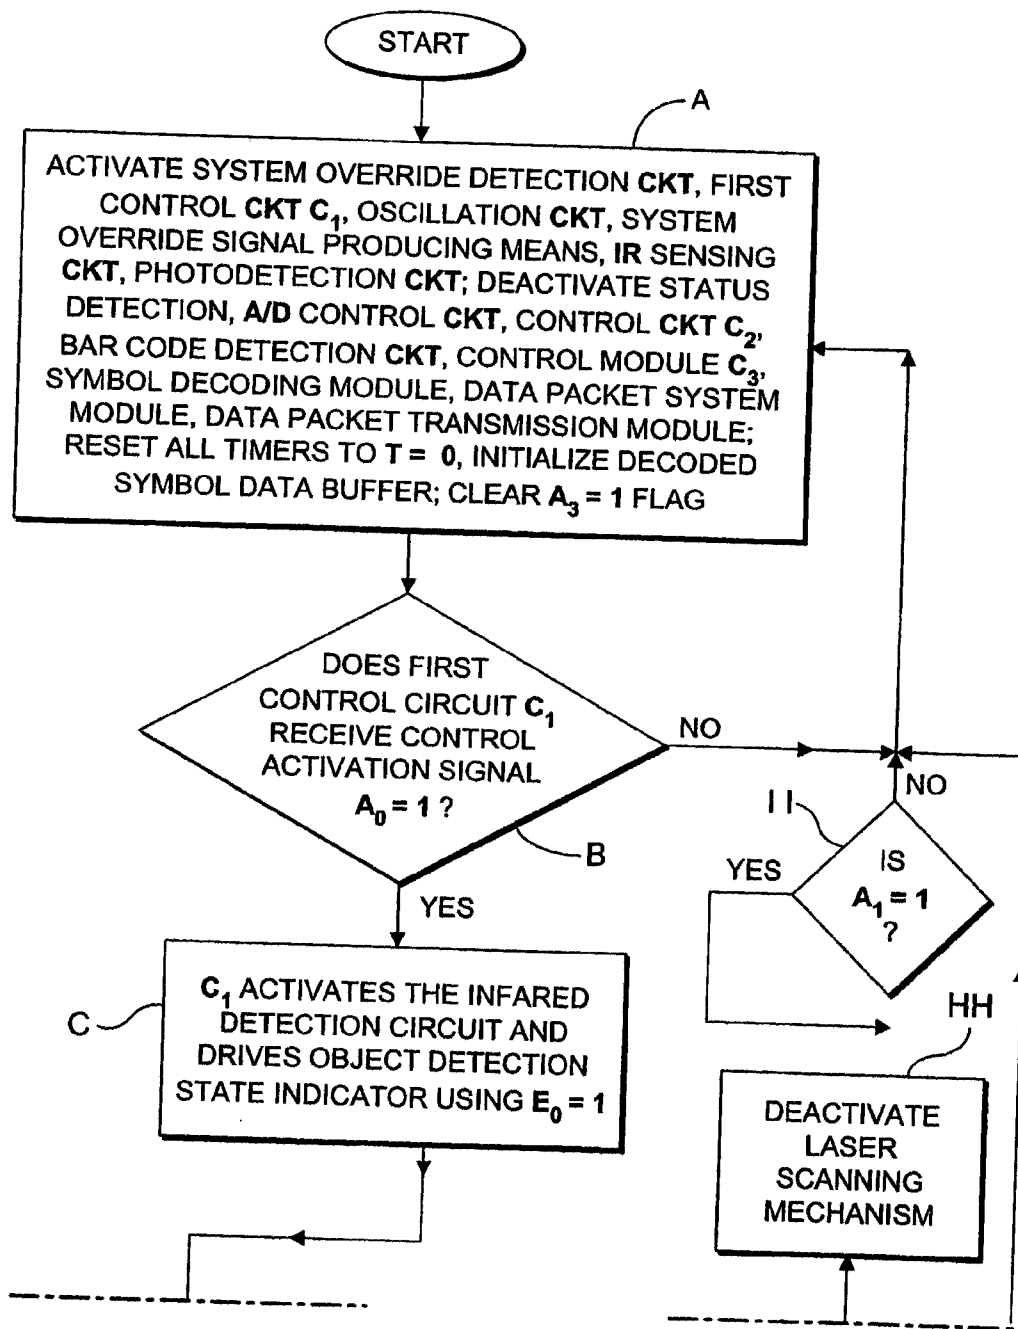 START
A
ACTIVATE SYSTEM OVERRIDE DETECTION CKT, FIRST
CONTROL CKT C₁, OSCILLATION CKT, SYSTEM
OVERRIDE SIGNAL PRODUCING MEANS, IR SENSING
CKT, PHOTODETECTION CKT; DEACTIVATE STATUS
DETECTION, A/D CONTROL CKT, CONTROL CKT C₂,
BAR CODE DETECTION CKT, CONTROL MODULE C₃,
SYMBOL DECODING MODULE, DATA PACKET SYSTEM
MODULE, DATA PACKET TRANSMISSION MODULE;
RESET ALL TIMERS TO T = 0, INITIALIZE DECODED
SYMBOL DATA BUFFER; CLEAR A₃ = 1 FLAG
DOES FIRST
CONTROL CIRCUIT C₁
RECEIVE CONTROL
ACTIVATION SIGNAL
A₀ = 1 ?
NO
B
YES
II
NO
YES
IS
A₁ = 1
?
C
C₁ ACTIVATES THE INFARED
DETECTION CIRCUIT AND
DRIVES OBJECT DETECTION
STATE INDICATOR USING E₀ = 1
HH
DEACTIVATE
LASER
SCANNING
MECHANISM